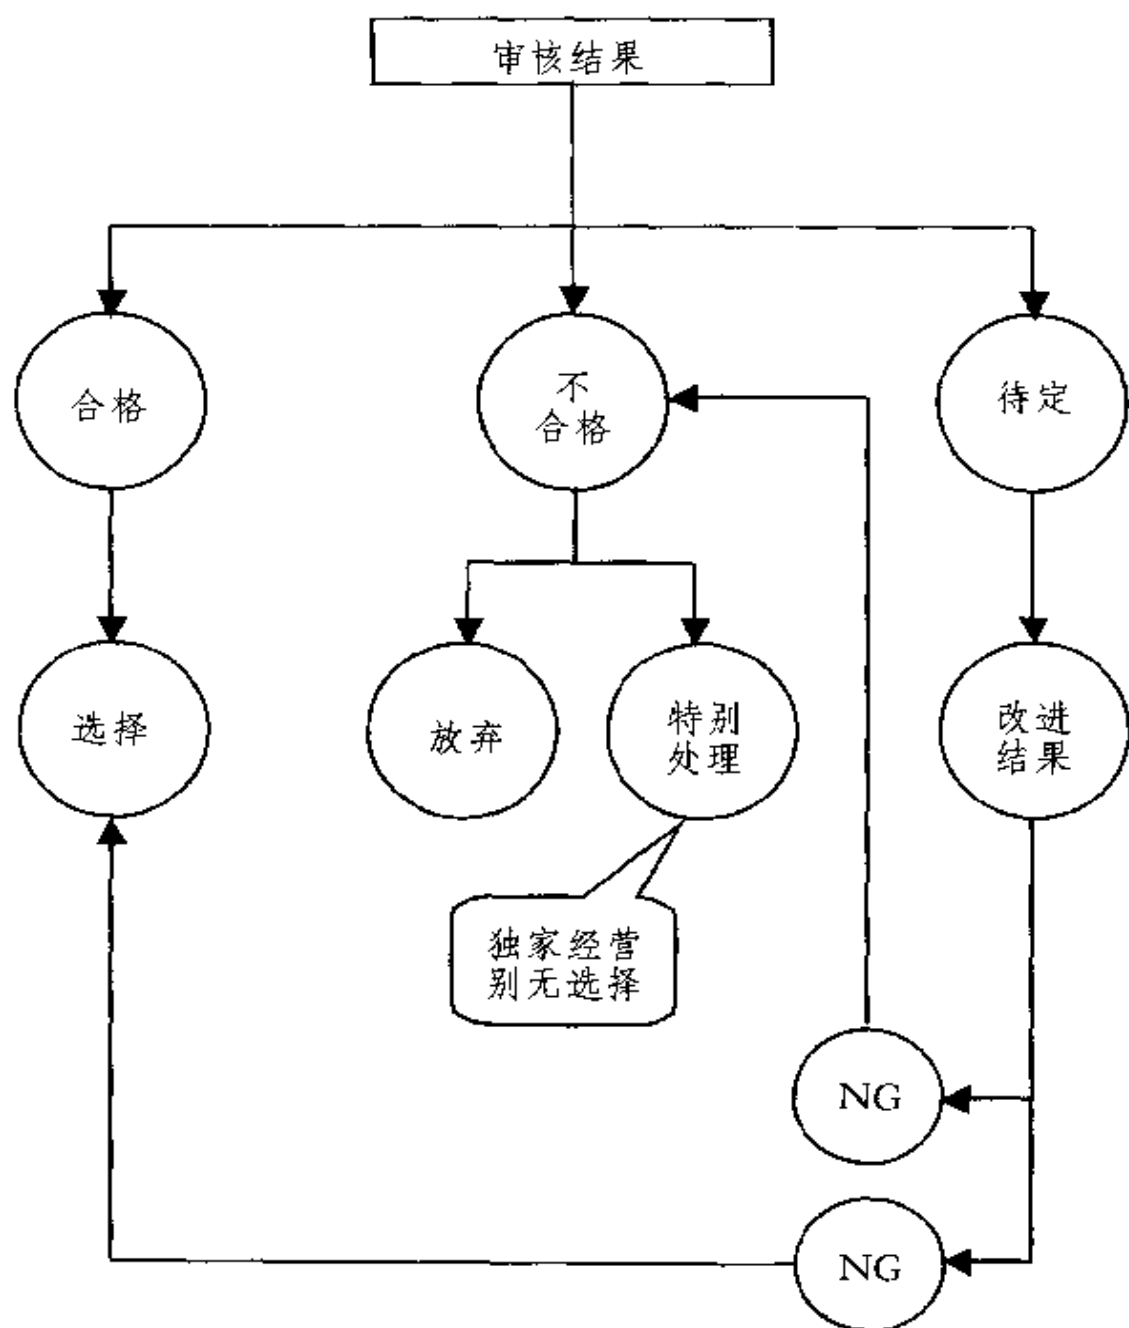 审核结果
合格
不
合格
待定
选择
放弃
特别
处理
改进
结果
独家经营
别无选择
NG
NG